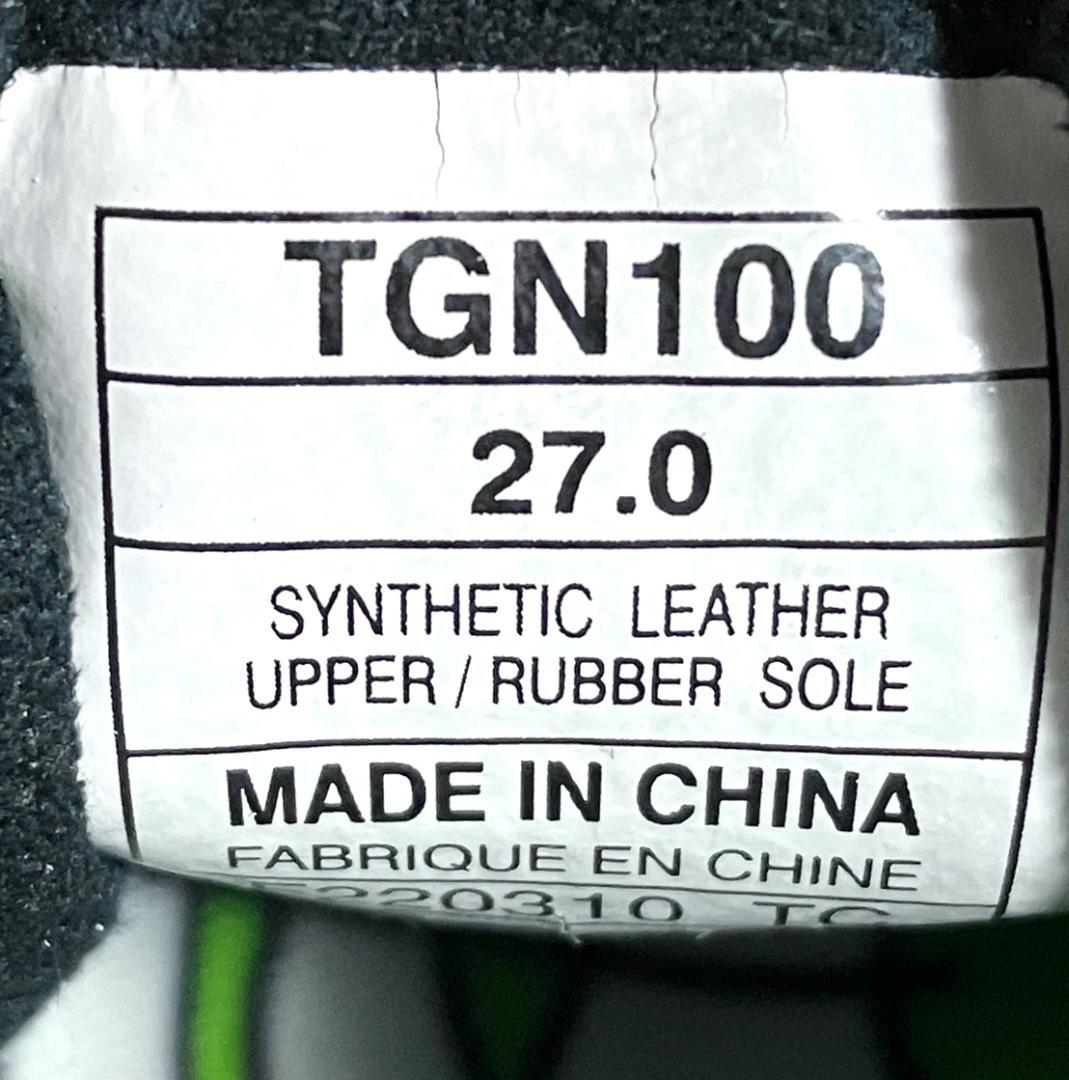 TGN100
27.0
SYNTHETIC LEATHER
UPPER / RUBBER SOLE
MADE IN CHINA
FABRIQUE EN CHINE